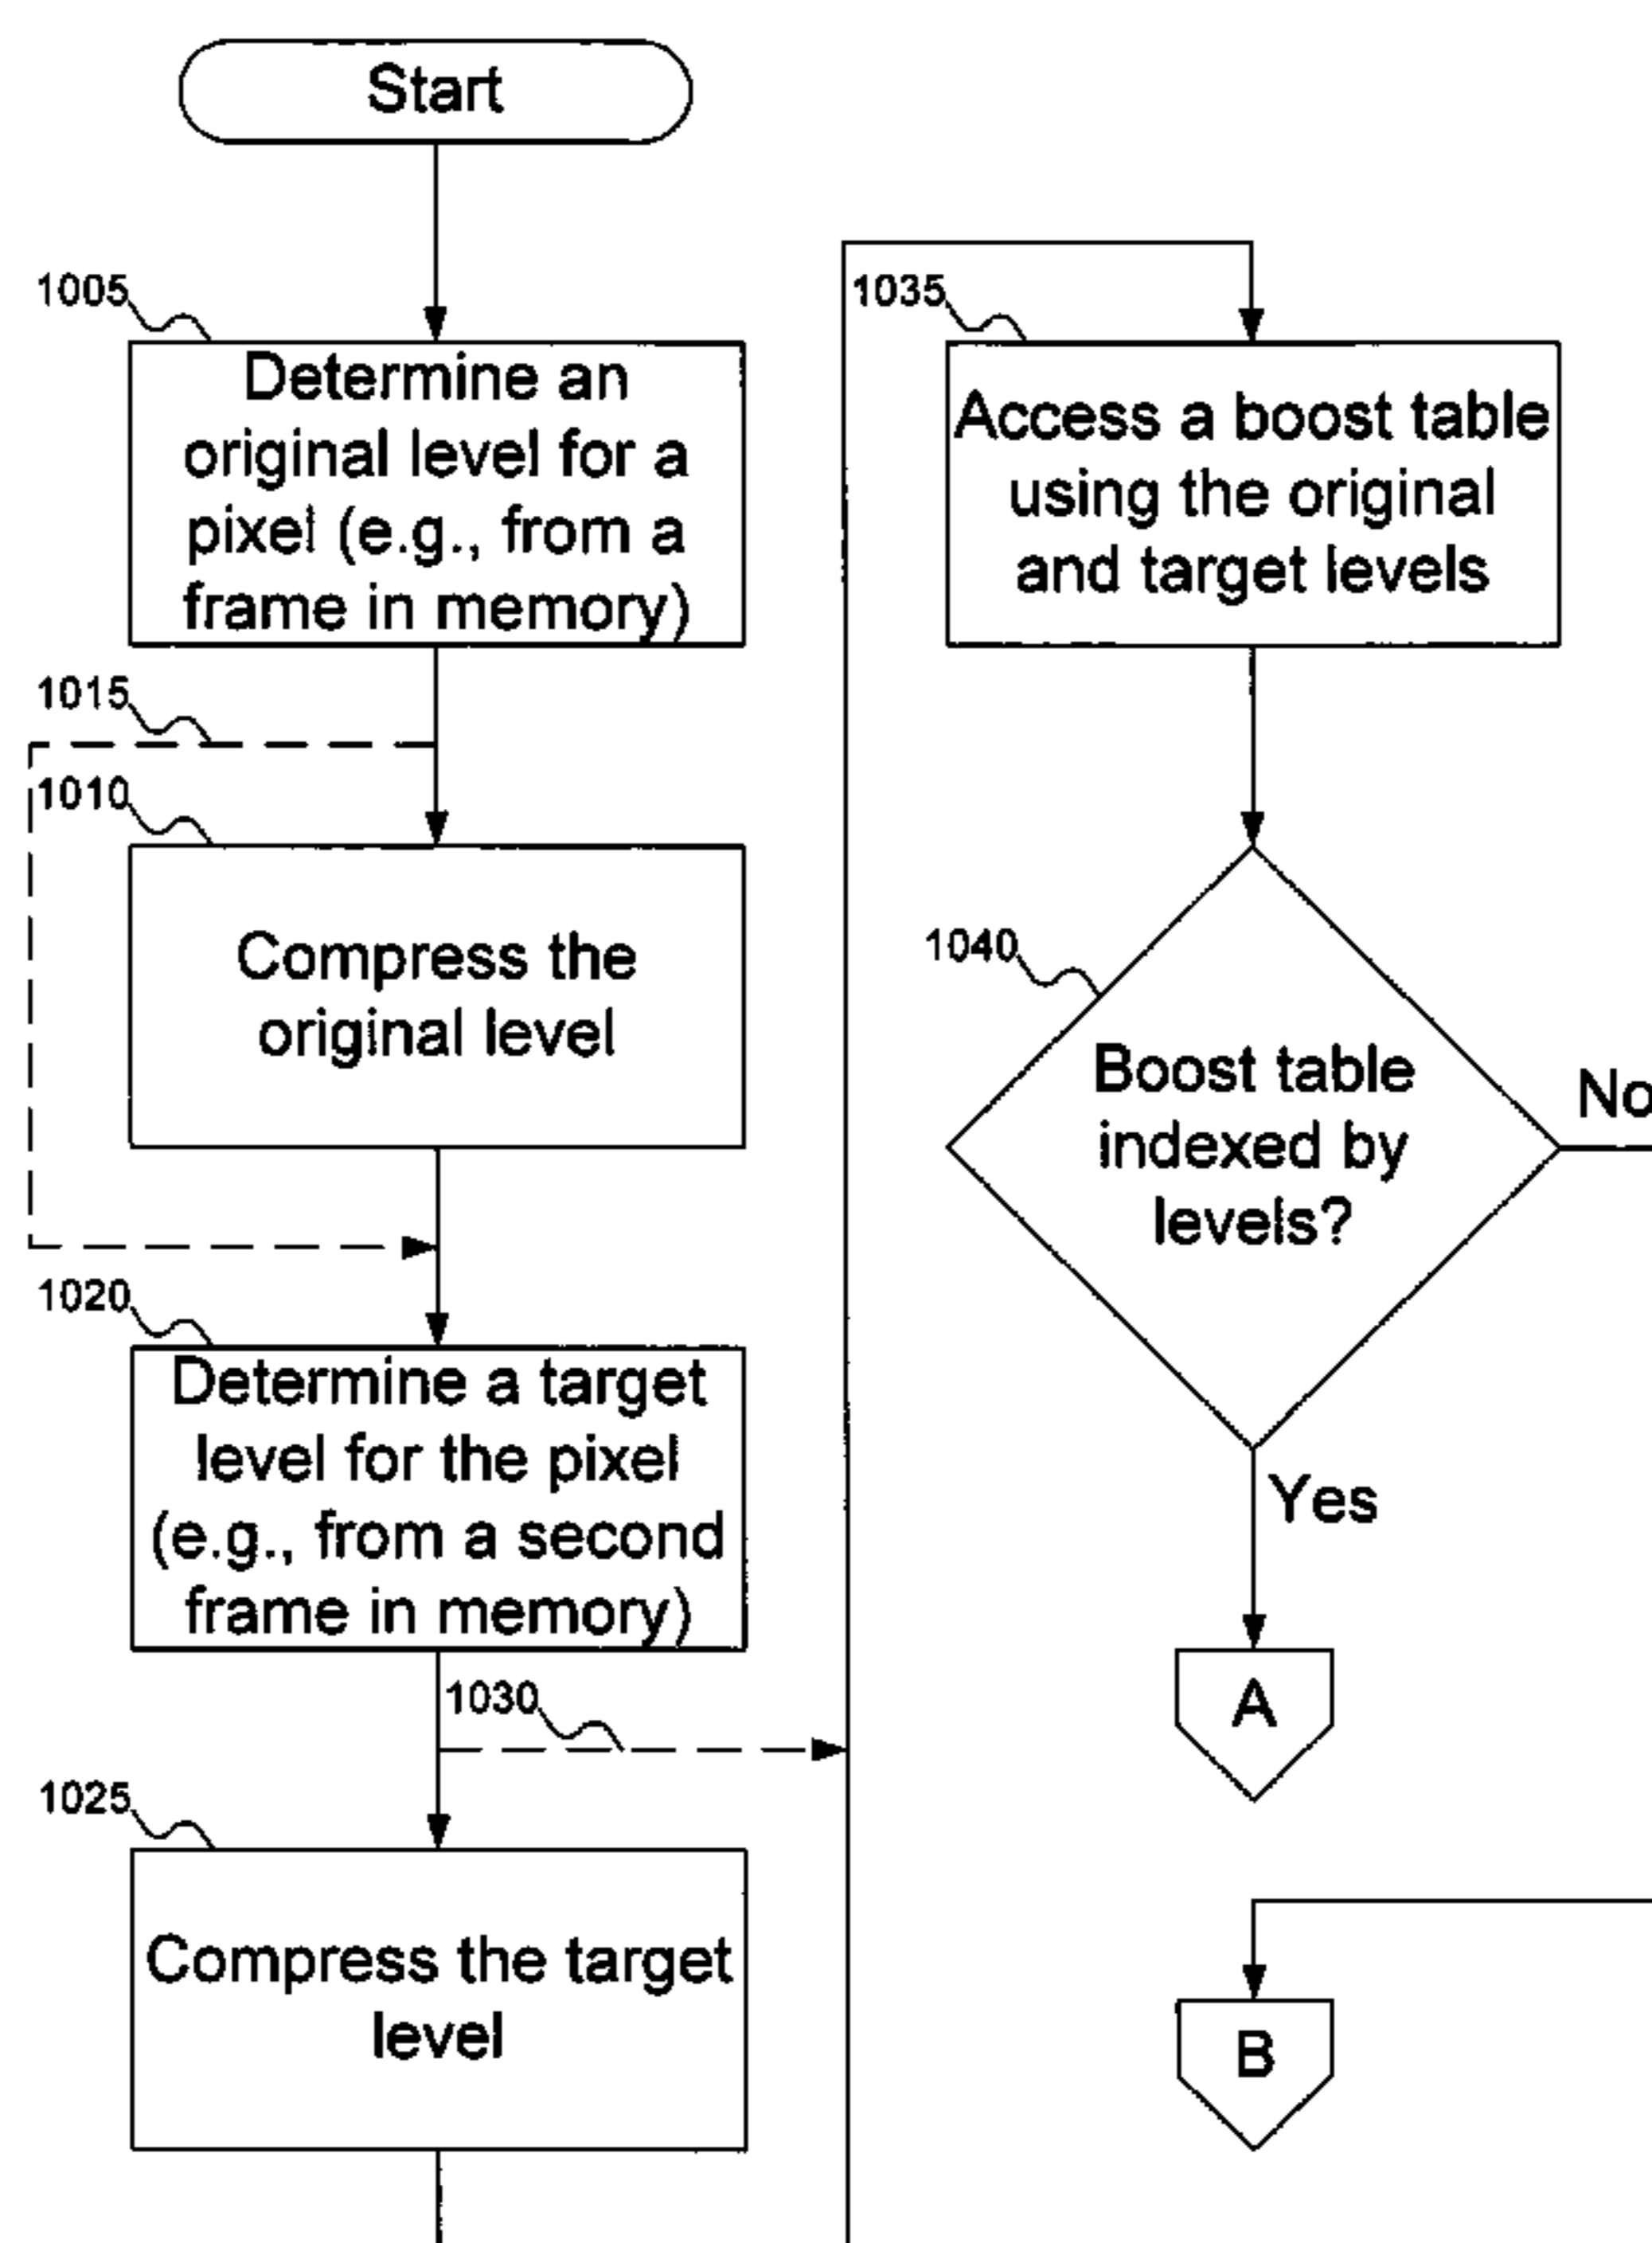 Start
1005
Determine an
original level for a
pixel (e.g., from a
frame in memory)
1015
1010
Compress the
original level
1020
Determine a target
level for the pixel
(e.g., from a second
frame in memory)
1030
1025
Compress the target
level
1035
Access a boost table
using the original
and target levels
1040
Boost table
indexed by
levels?
No
Yes
A
B